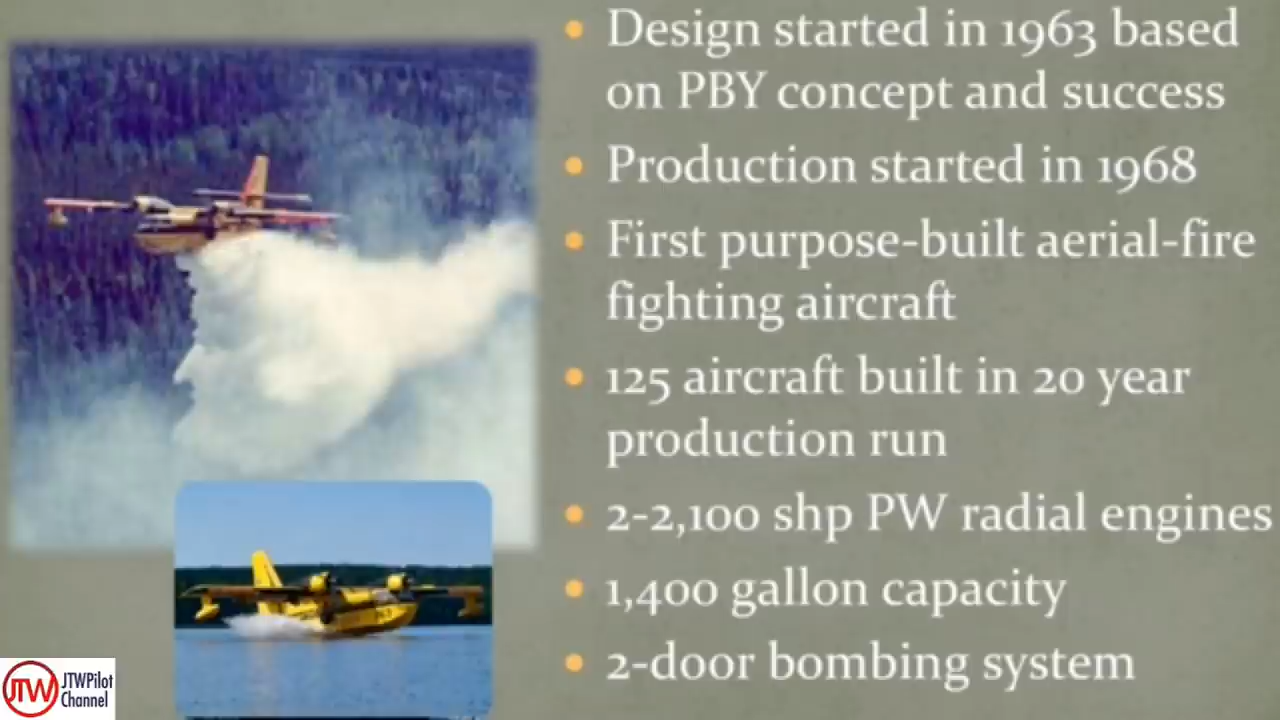 Design started in 1963 based
on PBY concept and success
Production started in 1968
First purpose-built aerial-fire
fighting aircraft
125 aircraft built in 20 year
production run
2-2,100 shp PW radial engines
1,400 gallon capacity
2-door bombing system
JTW JTWPilot
Channel